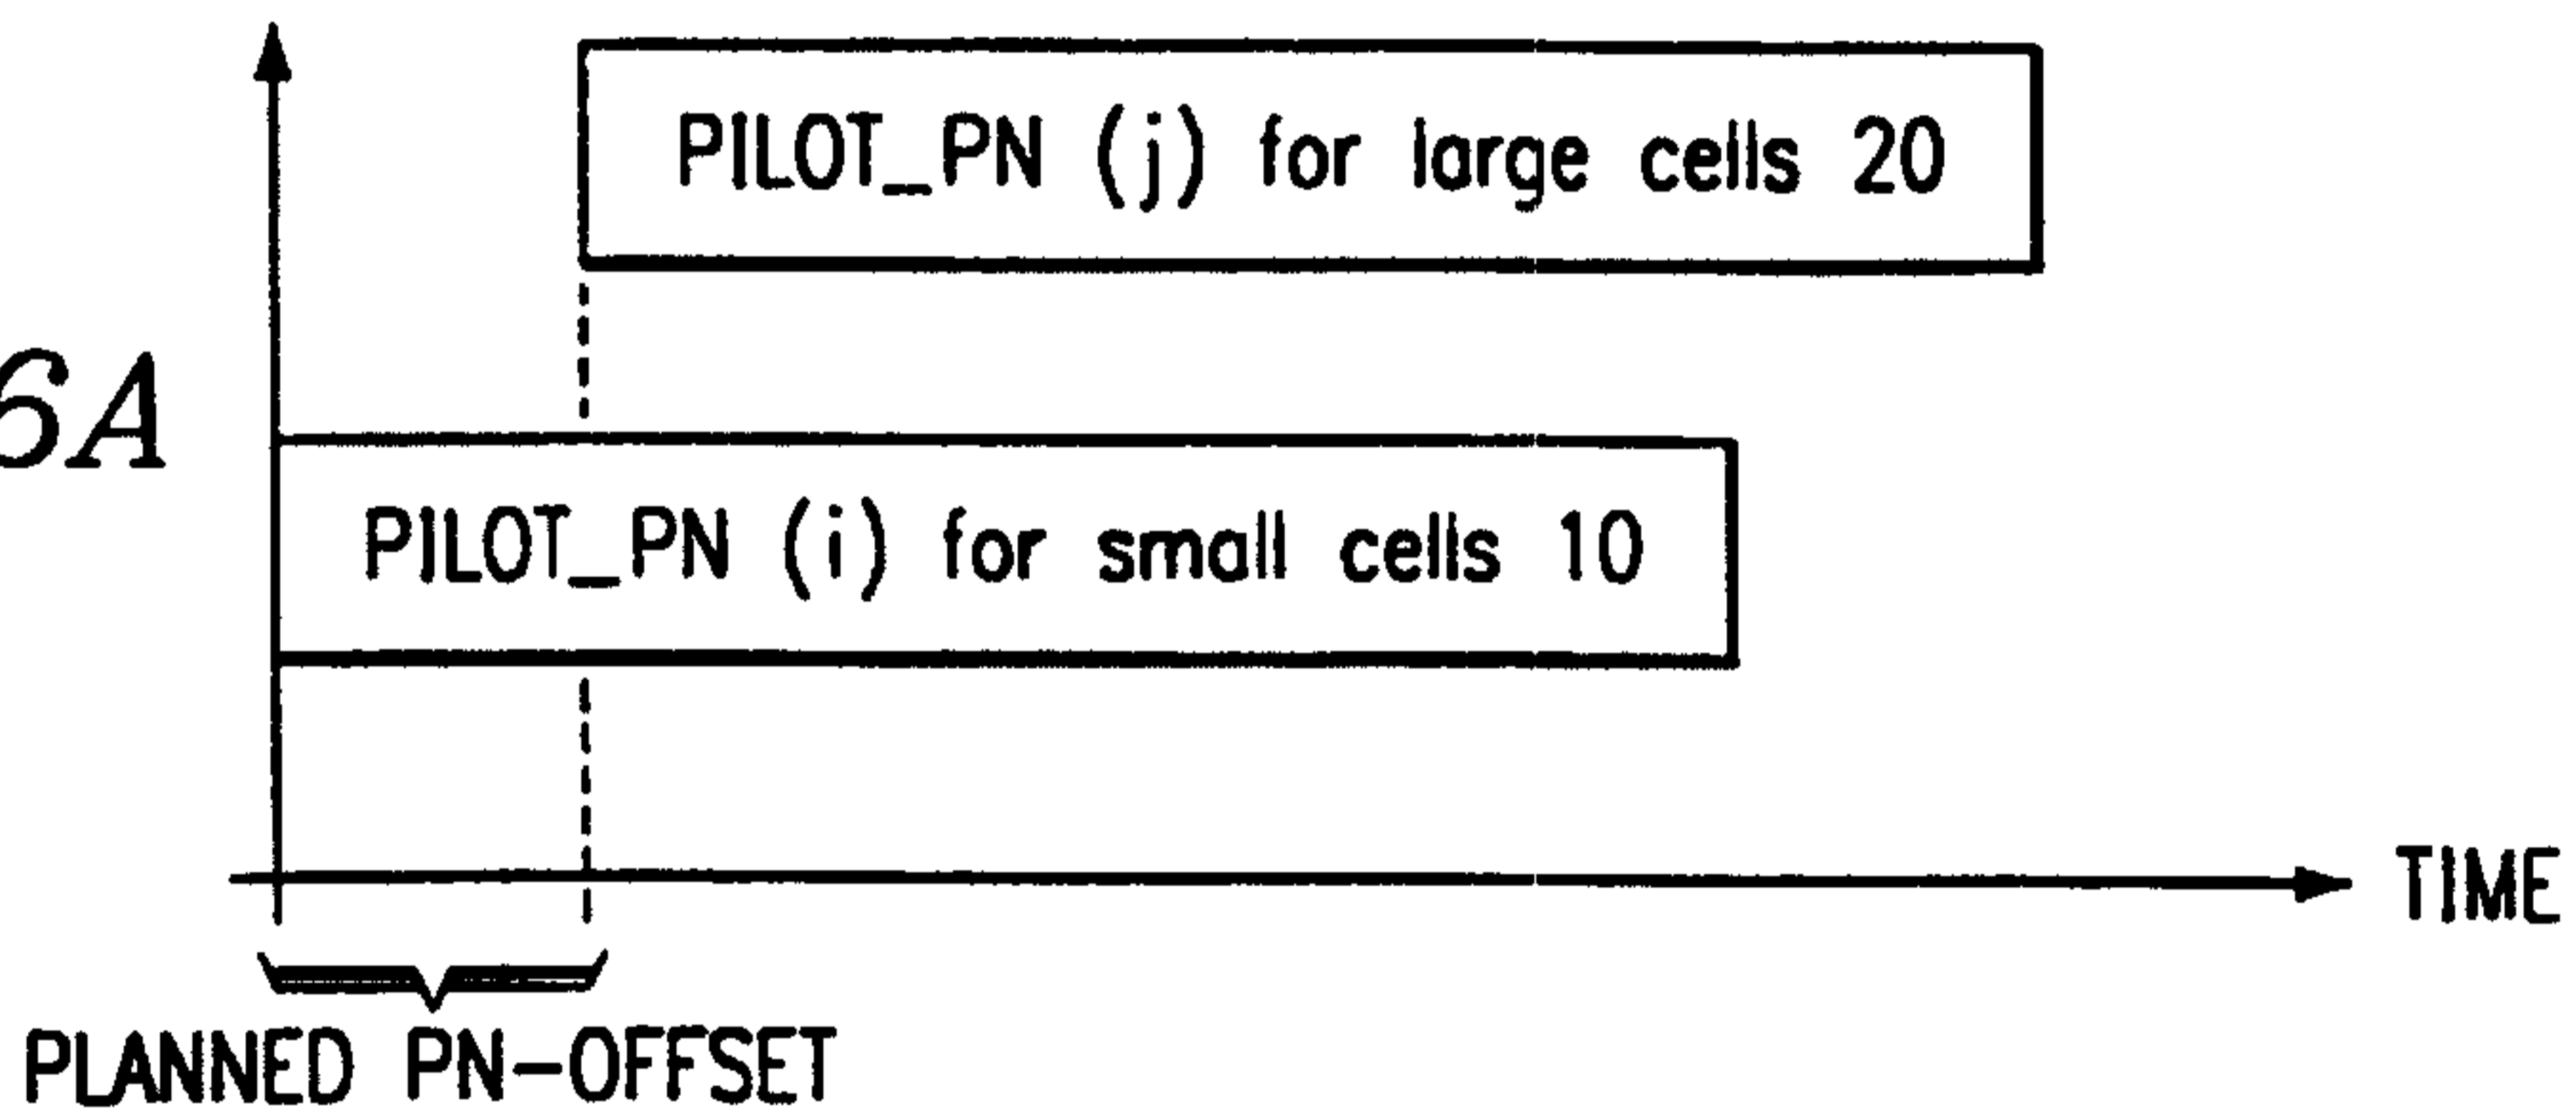 PILOT_PN (j) for large cells 20
6A
PILOT_PN (i) for small cells 10
TIME
PLANNED PN-OFFSET